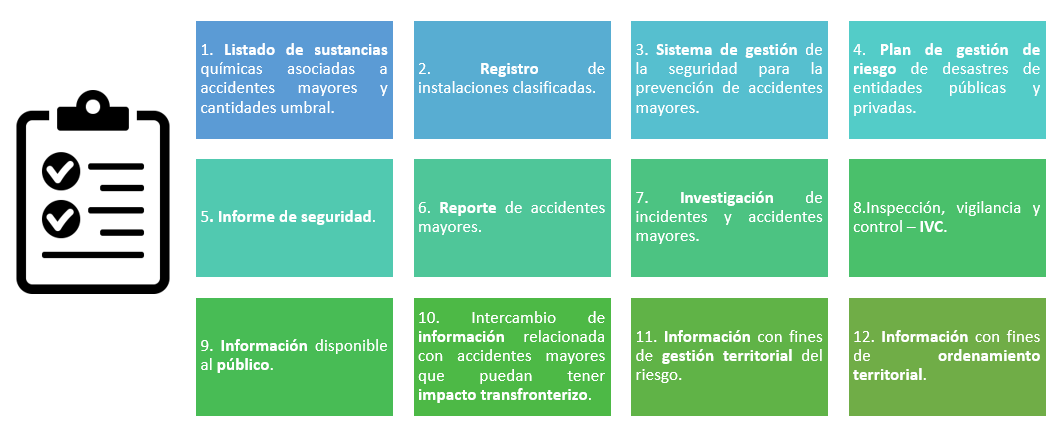 1. Listado de sustancias
químicas asociadas a
accidentes mayores y
cantidades umbral.
2. Registro de
instalaciones clasificadas.
3. Sistema de gestión de
la seguridad para la
prevención de accidentes
mayores.
4. Plan de gestión de
riesgo de desastres de
entidades públicas y
privadas.
5. Informe de seguridad.
6. Reporte de accidentes
mayores.
7. Investigación de
incidentes y accidentes
mayores.
8.Inspección, vigilancia y
control – IVC.
9. Información disponible
al público.
10. Intercambio de
información relacionada
con accidentes mayores
que puedan tener
impacto transfronterizo.
11. Información con fines
de gestión territorial del
riesgo.
12. Información con fines
de ordenamiento
territorial.